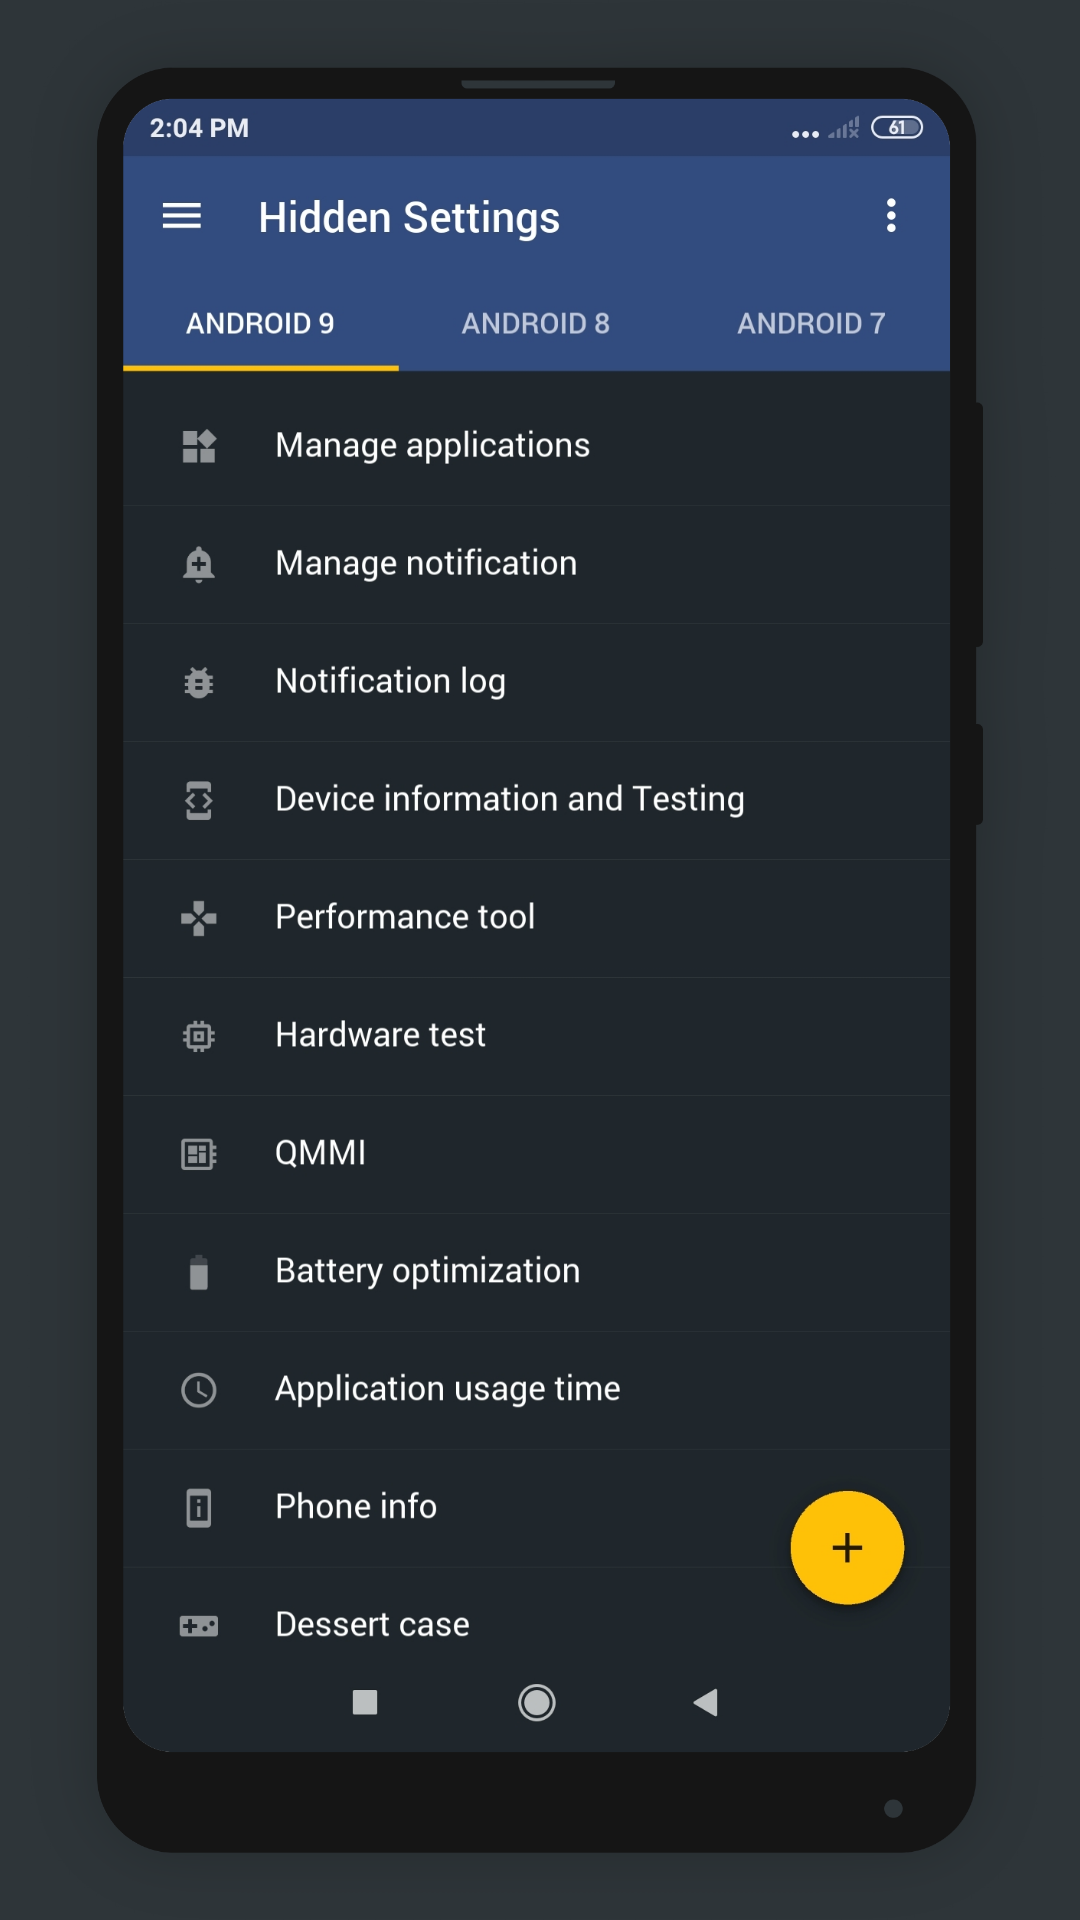 2:04 PM
61
Hidden Settings
ANDROID 9 ANDROID 8 ANDROID 7
Manage applications
Manage notification
Notification log
Device information and Testing
Performance tool
Hardware test
QMMI
Battery optimization
Application usage time
Phone info
Dessert case